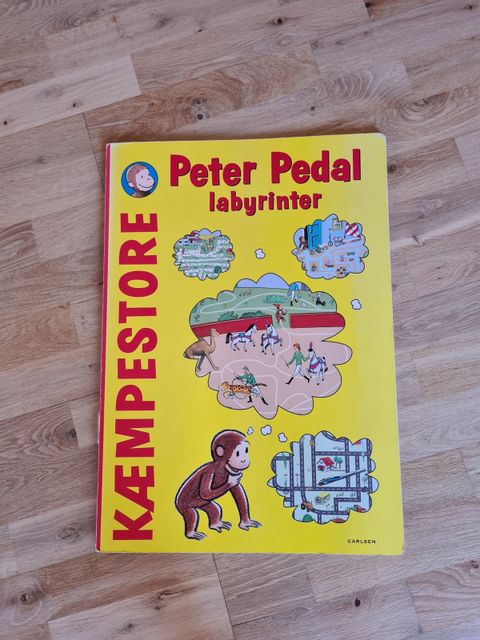 KÆMPESTORE
Peter Pedal
labyrinter
CARLSEN